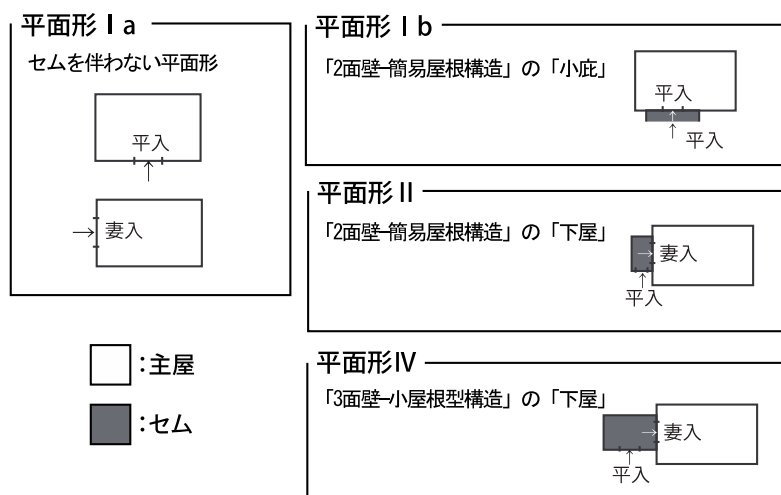 平面形Ⅰa
セムを伴わない平面形
平入
妻入
:主屋
:セム
平面形Ⅰb
「2面壁ー簡易屋根構造」の「小庇」
平入
平入
平面形Ⅱ
「2面壁ー簡易屋根構造」の「下屋」
妻入
平入
平面形Ⅳ
「3面壁ー小屋根型構造」の「下屋」
妻入
平入